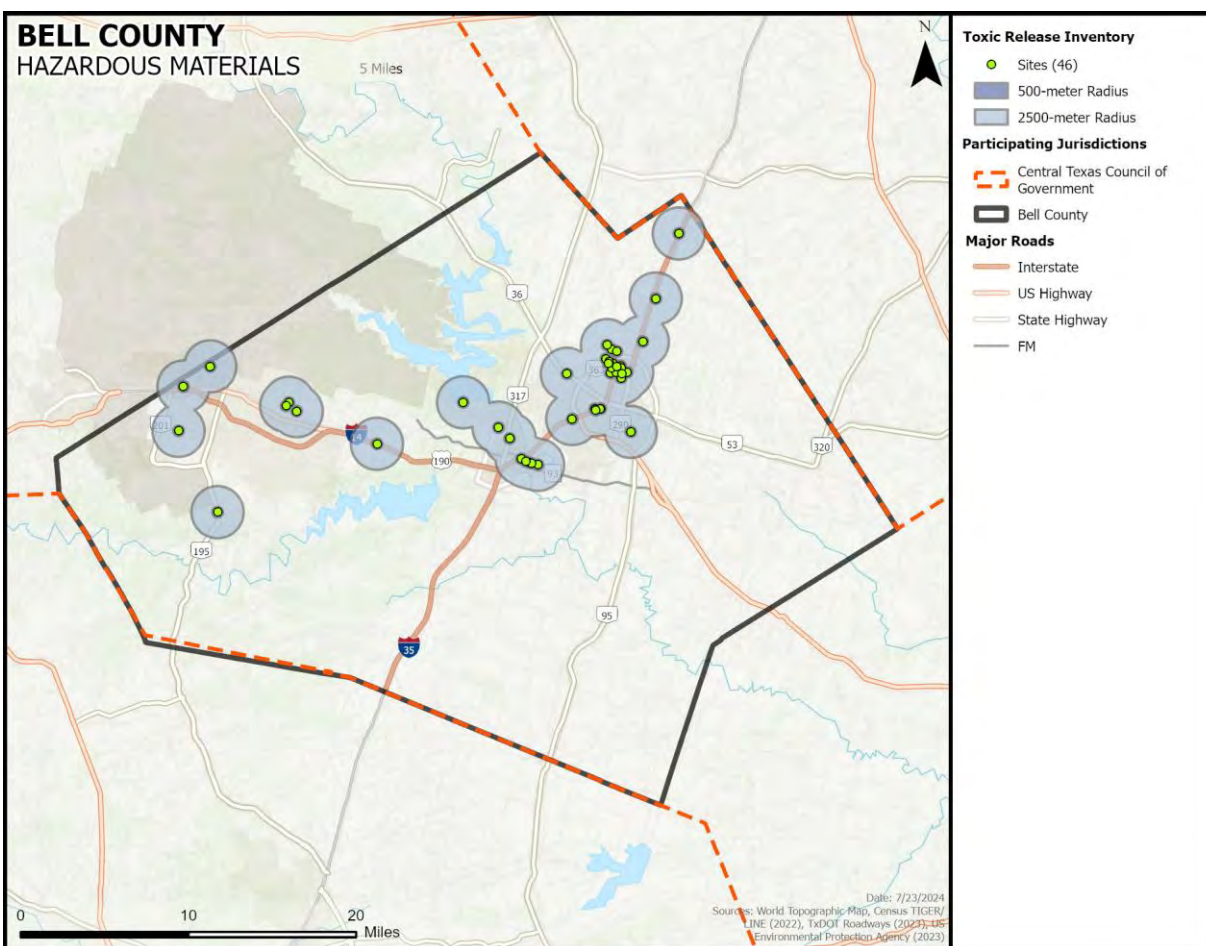 BELL COUNTY
HAZARDOUS MATERIALS
5 Miles
N
36
317
363
201
14
190
93
290
53
320
195
95
35
0 10 20
Miles
Date: 7/23/2024
Sources: World Topographic Map, Census TIGER/
LINE (2022), TxDOT Roadways (2023), US
Environmental Protection Agency (2023)
Toxic Release Inventory
Sites (46)
500-meter Radius
2500-meter Radius
Participating Jurisdictions
Central Texas Council of
Government
Bell County
Major Roads
Interstate
US Highway
State Highway
FM